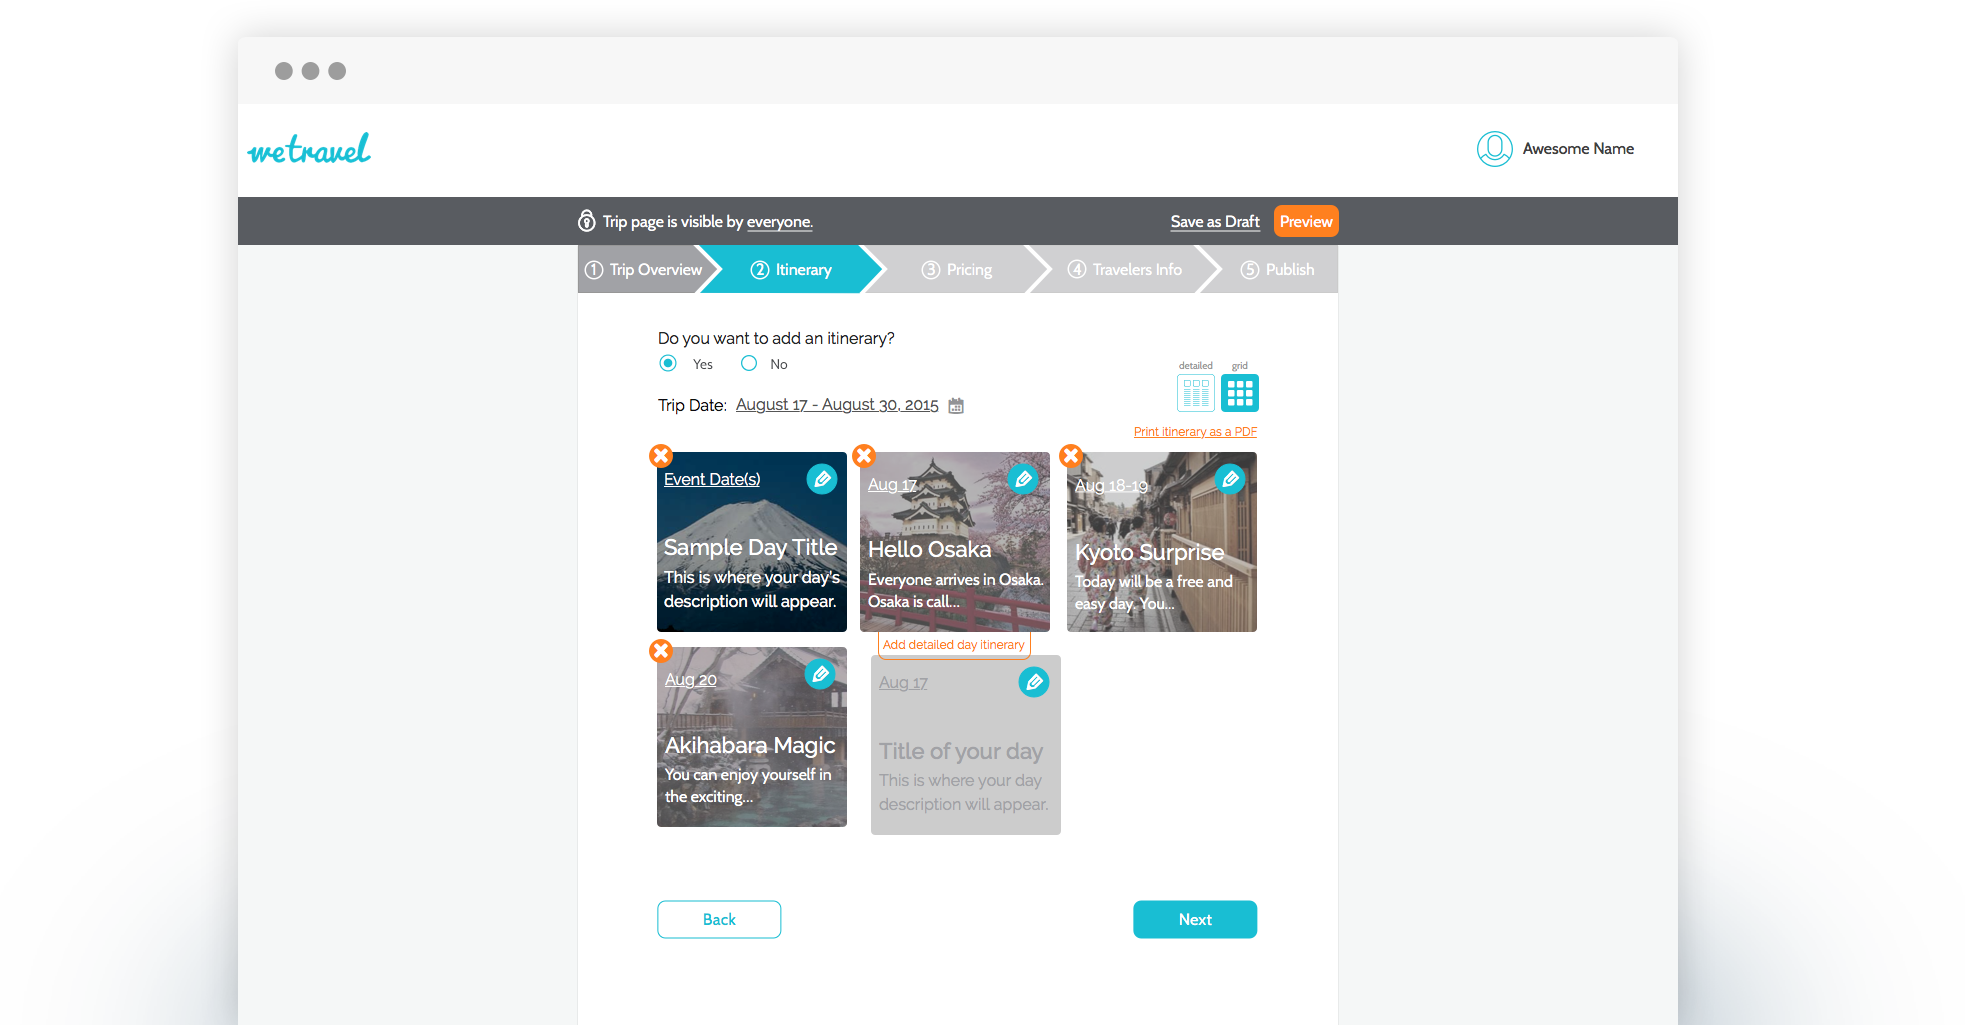 wetravel
Awesome Name
Trip page is visible by everyone.
Save as Draft
Preview
1 Trip Overview
2 Itinerary
3 Pricing
4 Travelers Info
5 Publish
Do you want to add an itinerary?
Yes
No
detailed
grid
Trip Date: August 17 - August 30, 2015
Print itinerary as a PDF
Event Date(s)
Sample Day Title
This is where your day's
description will appear.
Aug 17
Hello Osaka
Everyone arrives in Osaka.
Osaka is call...
Add detailed day itinerary
Aug 18-19
Kyoto Surprise
Today will be a free and
easy day. You...
Aug 20
Akihabara Magic
You can enjoy yourself in
the exciting...
Aug 17
Title of your day
This is where your day
description will appear.
Back
Next